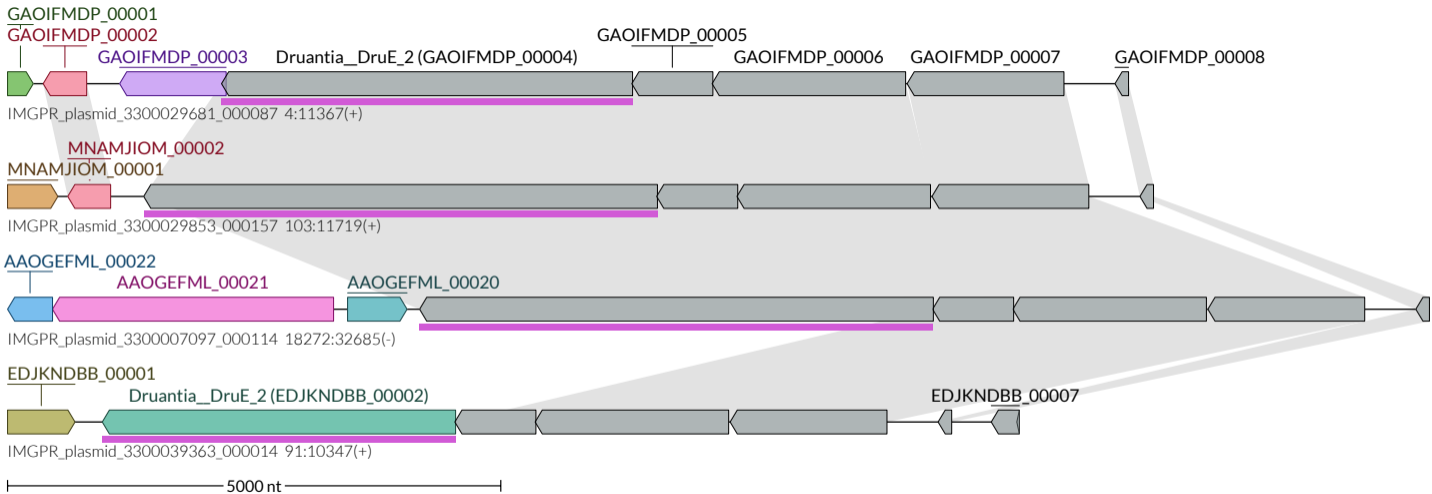 GAOIFMDP_00001
GAOIFMDP_00002
GAOIFMDP_00005
GAOIFMDP_00003 Druantia__DruE_2 (GAOIFMDP_00004) GAOIFMDP_00006 GAOIFMDP_00007 GAOIFMDP_00008
IMGPR_plasmid_3300029681_000087 4:11367(+)
MNAMJIOM_00002
MNAMJIOM_00001
IMGPR_plasmid_3300029853_000157 103:11719(+)
AAOGEFML_00022
AAOGEFML_00021 AAOGEFML_00020
IMGPR_plasmid_3300007097_000114 18272:32685(-)
EDJKNDBB_00001
Druantia__DruE_2 (EDJKNDBB_00002) EDJKNDBB_00007
IMGPR_plasmid_3300039363_000014 91:10347(+)
5000 nt